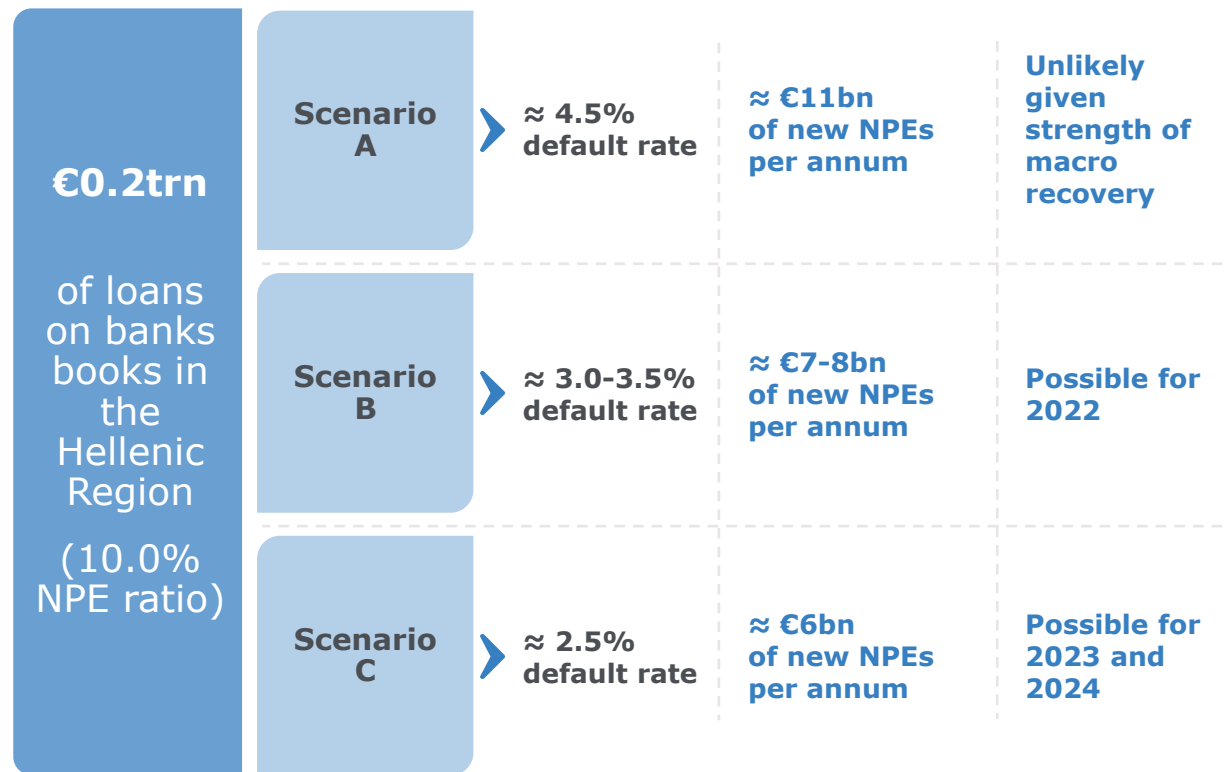 €0.2trn
of loans
on banks
books in
the
Hellenic
Region
(10.0%
NPE ratio)
Scenario
A
≈ 4.5%
default rate
≈ €11bn
of new NPEs
per annum
Unlikely
given
strength of
macro
recovery
Scenario
B
≈ 3.0-3.5%
default rate
≈ €7-8bn
of new NPEs
per annum
Possible for
2022
Scenario
C
≈ 2.5%
default rate
≈ €6bn
of new NPEs
per annum
Possible for
2023 and
2024